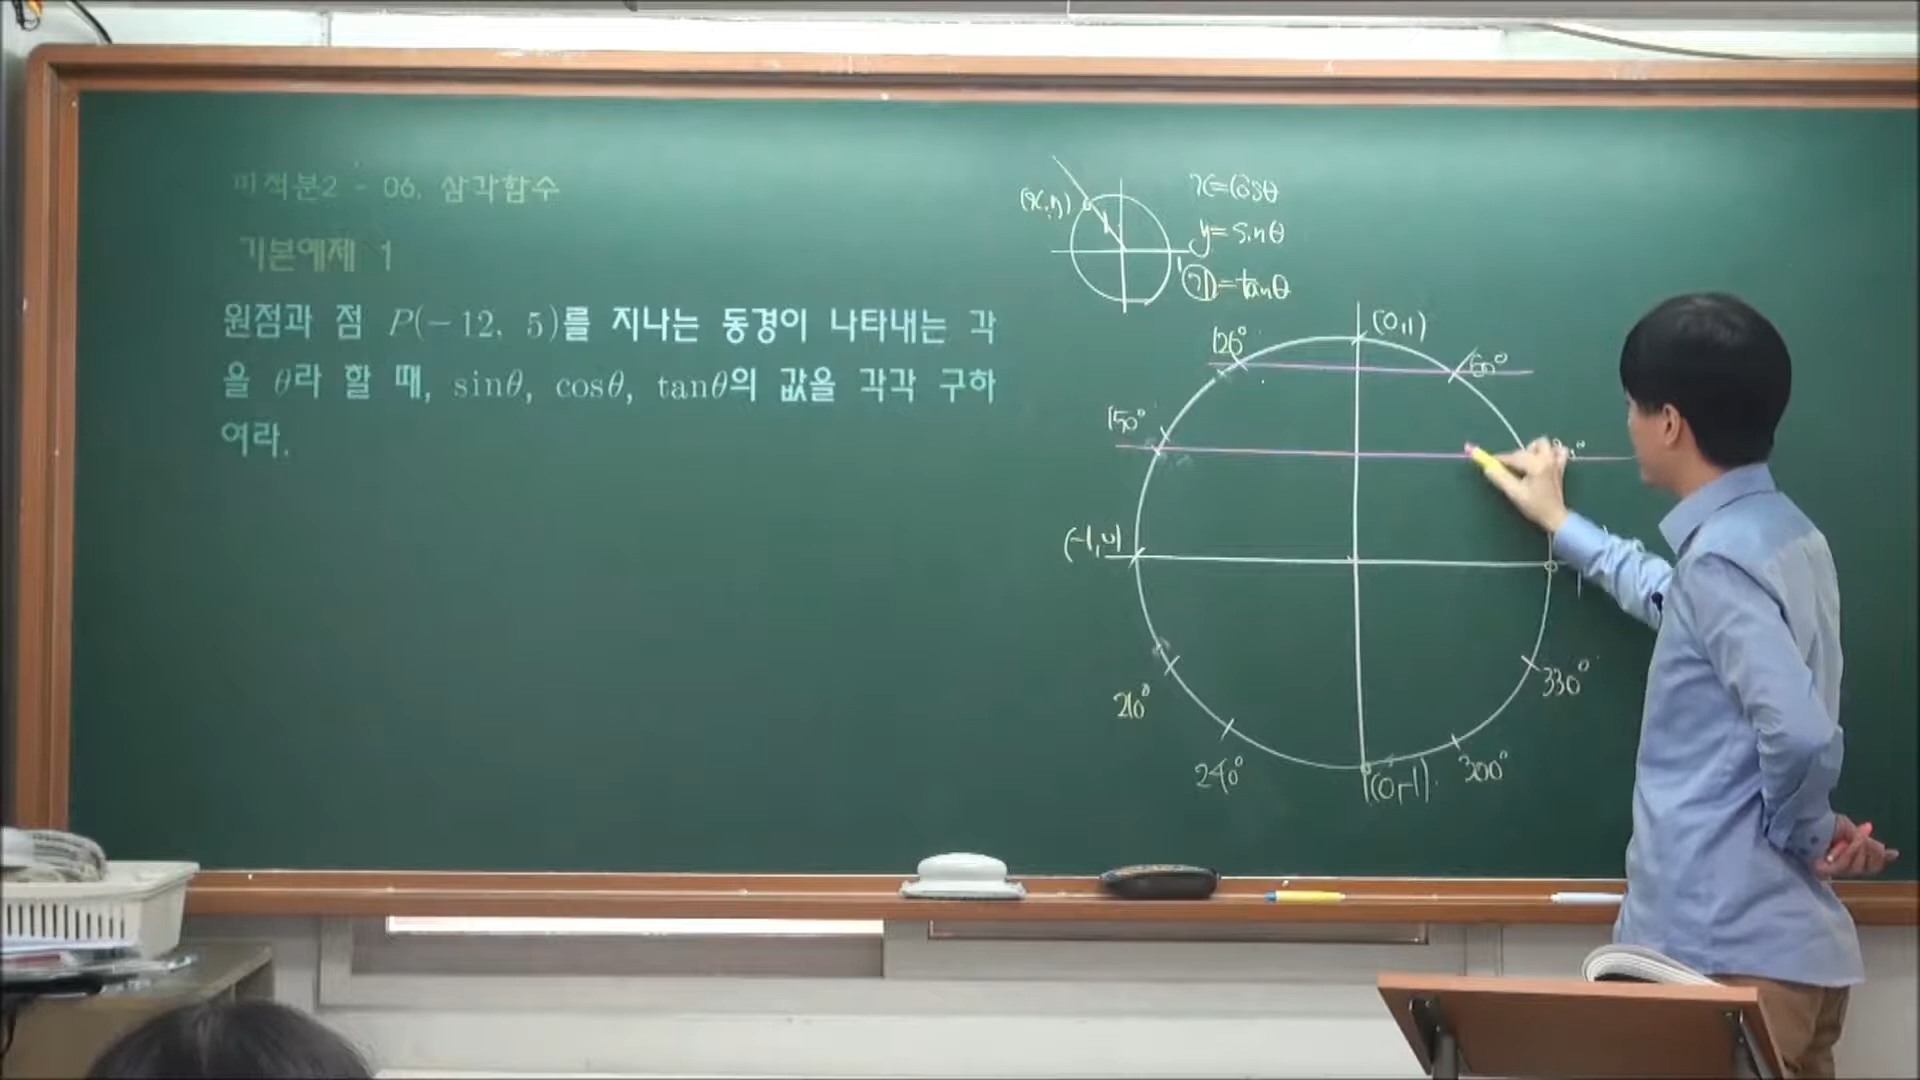 미적분2 - 06. 삼각함수
기본예제 1
원점과 점 P(-12, 5)를 지나는 동경이 나타내는 각
을 θ라 할 때, sinθ, cosθ, tanθ의 값을 각각 구하
여라.
(x, y)
1
x=cosθ
y=sinθ
=tanθ
(0,1)
120°
60°
150°
(-1,0)
210°
330°
240°
300°
(0,-1)